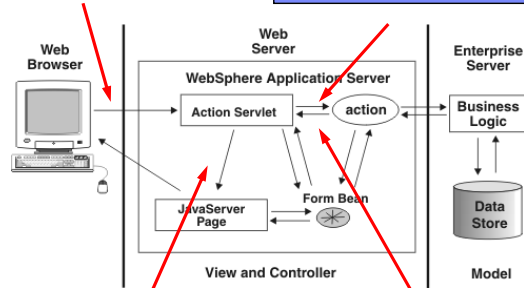 Web
Browser
Web
Server
Enterprise
Server
WebSphere Application Server
Action Servlet
action
Business
Logic
Form Bean
JavaServer
Page
Data
Store
View and Controller
Model